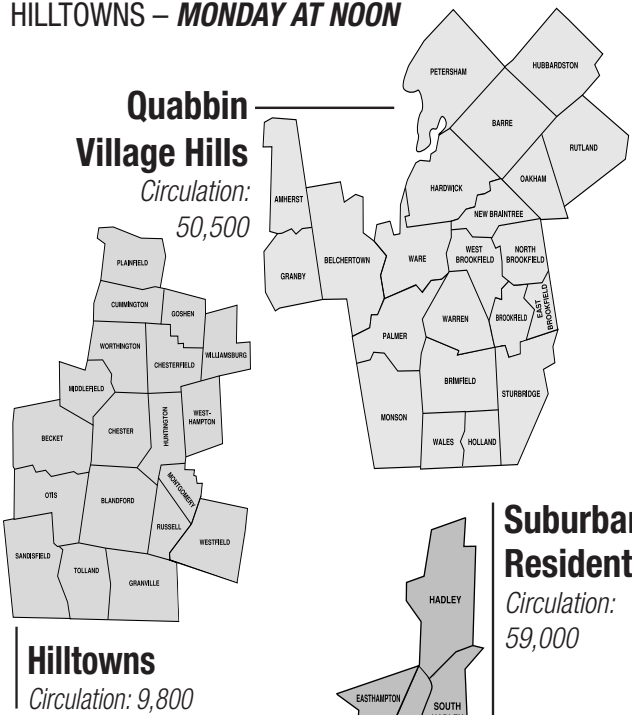 HILLTOWNS – MONDAY AT NOON
Quabbin
Village Hills
Circulation:
50,500
PETERSHAM
HUBBARDSTON
BARRE
RUTLAND
HARDWICK
OAKHAM
NEW BRAINTREE
AMHERST
BELCHERTOWN
GRANBY
WARE
WEST
BROOKFIELD
NORTH
BROOKFIELD
WARREN
BROOKFIELD
EAST
BROOKFIELD
PALMER
BRIMFIELD
STURBRIDGE
MONSON
WALES
HOLLAND
PLAINFIELD
CUMMINGTON
GOSHEN
WORTHINGTON
CHESTERFIELD
WILLIAMSBURG
MIDDLEFIELD
BECKET
CHESTER
HUNTINGTON
WEST-
HAMPTON
OTIS
BLANDFORD
MONTGOMERY
RUSSELL
WESTFIELD
SANDISFIELD
TOLLAND
GRANVILLE
Hilltowns
Circulation: 9,800
Suburban
Resident
Circulation:
59,000
HADLEY
EASTHAMPTON
SOUTH